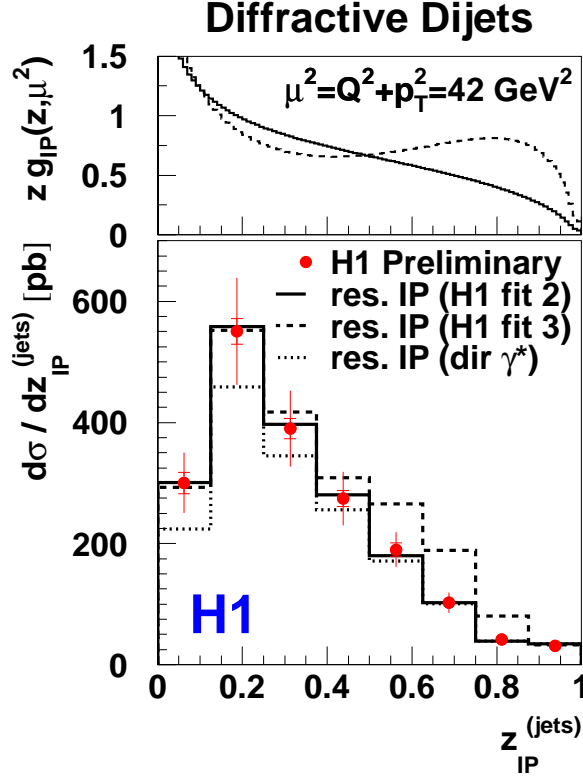 Diffractive Dijets
z g_IP(z,μ²)
1.5
1
0.5
0
μ²=Q²+p_T²=42 GeV²
dσ / dz_IP^(jets) [pb]
600
400
200
0
H1 Preliminary
res. IP (H1 fit 2)
res. IP (H1 fit 3)
res. IP (dir γ*)
H1
0 0.2 0.4 0.6 0.8 1
z_IP^(jets)